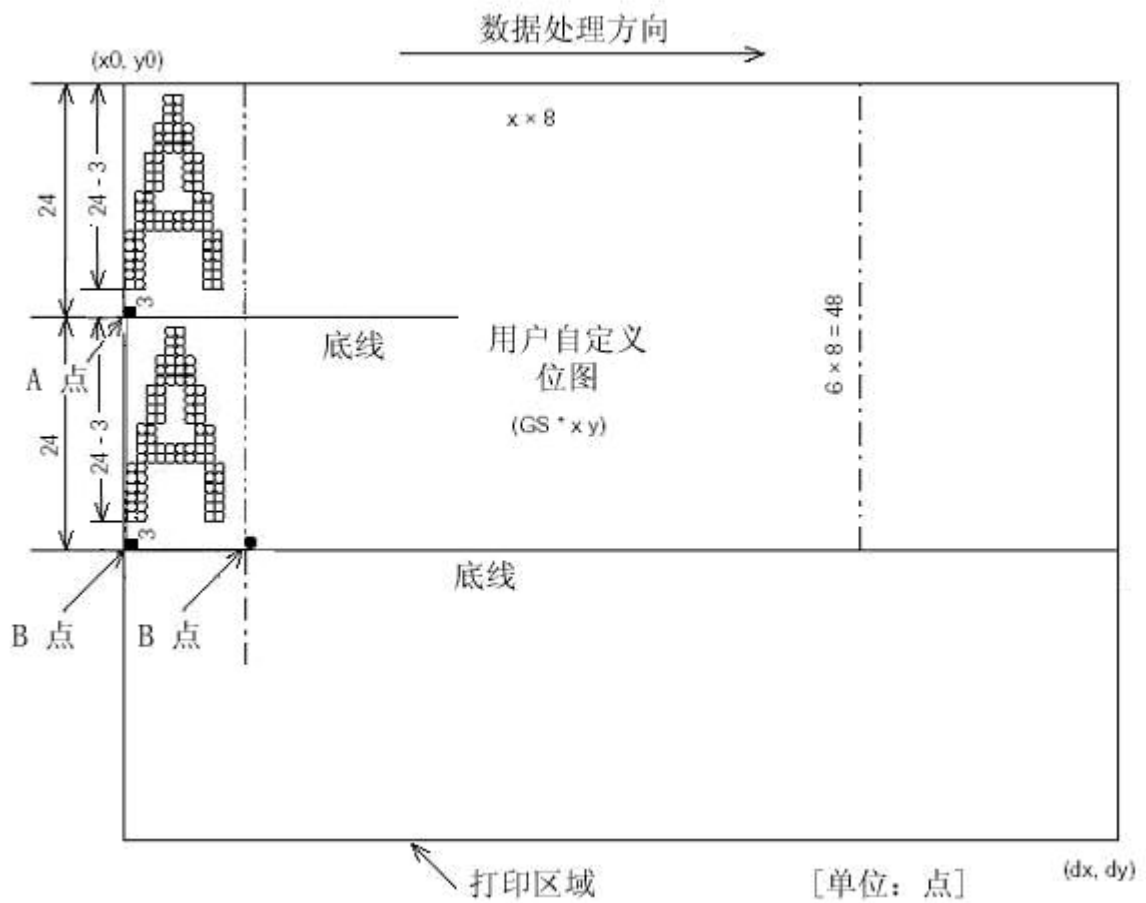 数据处理方向
(x0, y0)
x × 8
24
24 - 3
3
底线
A 点
用户自定义
位图
(GS * x y)
6 × 8 = 48
24
24 - 3
3
底线
B 点
B 点
打印区域
[单位：点]
(dx, dy)